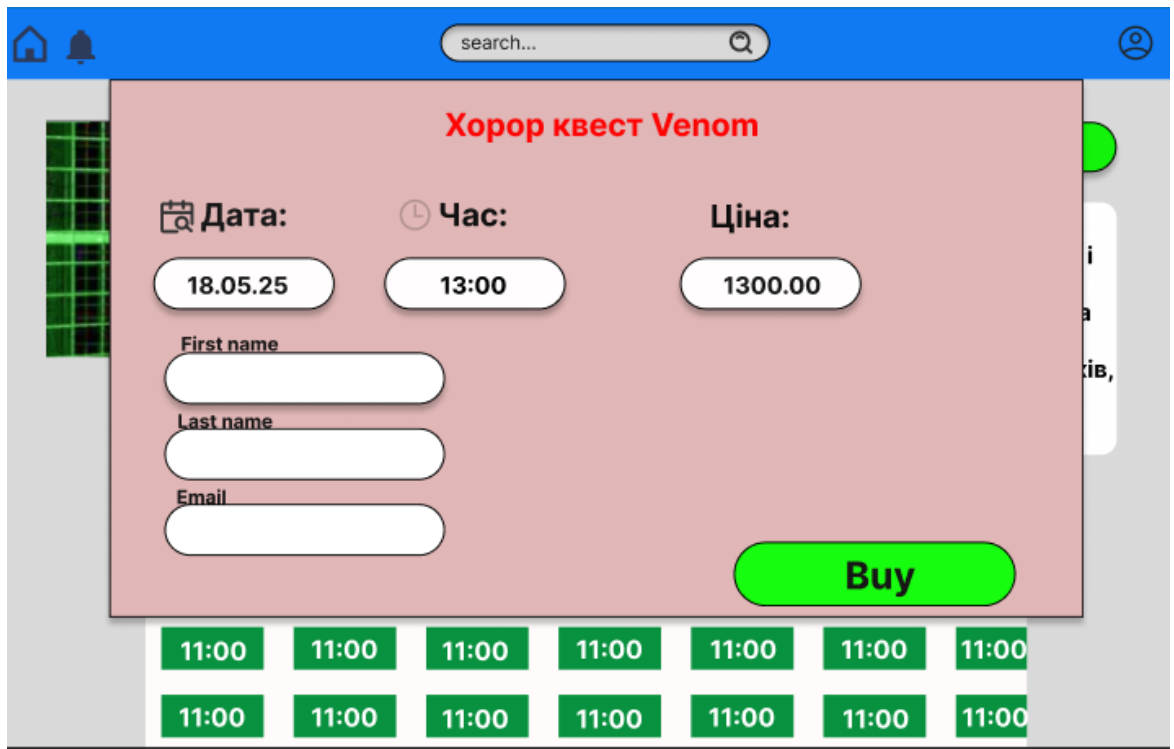 search...
Хорор квест Venom
Дата: Час: Ціна:
18.05.25 13:00 1300.00
і
а
ків,
First name
Last name
Email
Buy
11:00 11:00 11:00 11:00 11:00 11:00 11:00
11:00 11:00 11:00 11:00 11:00 11:00 11:00